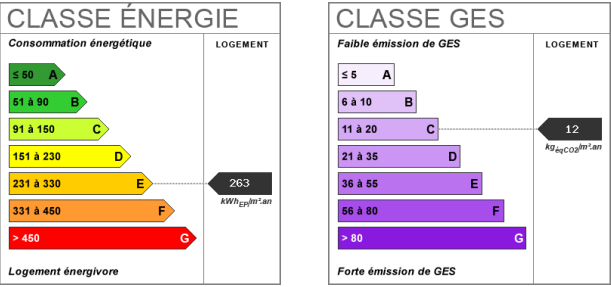 CLASSE ÉNERGIE
Consommation énergétique
LOGEMENT
≤ 50 A
51 à 90 B
91 à 150 C
151 à 230 D
231 à 330 E
263
kWhEP/m².an
331 à 450 F
> 450 G
Logement énergivore
CLASSE GES
Faible émission de GES
LOGEMENT
≤ 5 A
6 à 10 B
11 à 20 C
12
kgéqCO2/m².an
21 à 35 D
36 à 55 E
56 à 80 F
> 80 G
Forte émission de GES